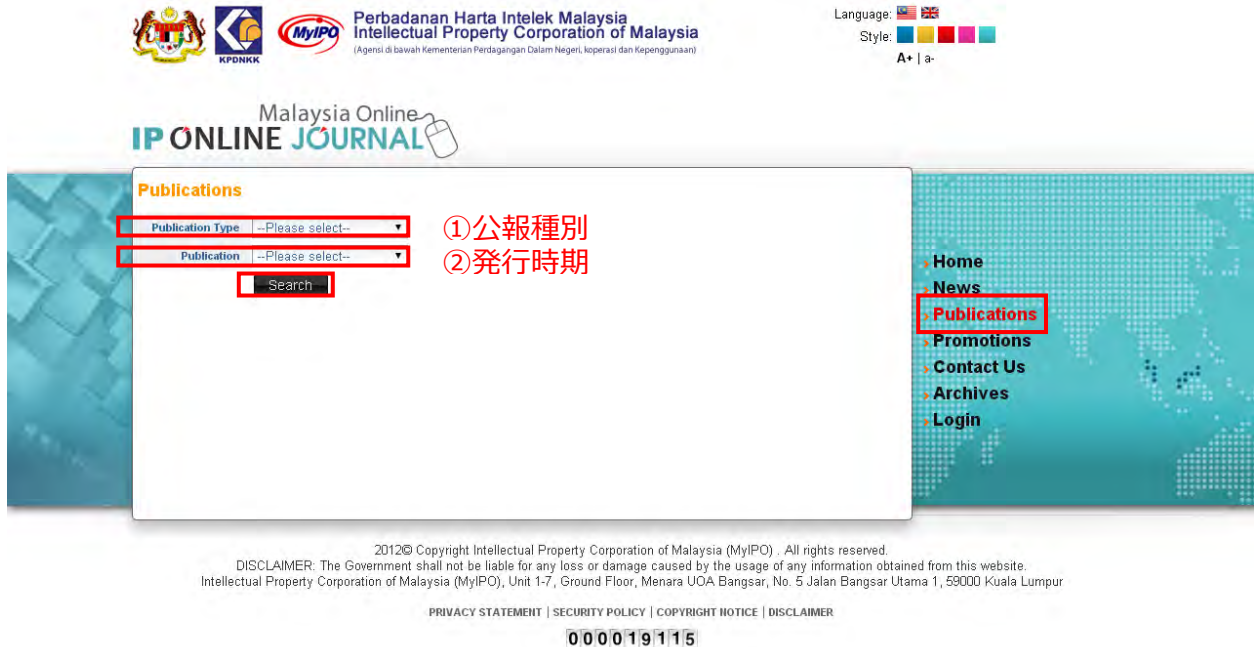 Perbadanan Harta Intelek Malaysia
Intellectual Property Corporation of Malaysia
(Agensi di bawah Kementerian Perdagangan Dalam Negeri, koperasi dan Kepengguanaan)
KPDNKK
MyIPO
Language:
Style:
A+ | a-
Malaysia Online
IP ONLINE JOURNAL
Publications
Publication Type --Please select--
①公報種別
Publication --Please select--
②発行時期
Search
Home
News
Publications
Promotions
Contact Us
Archives
Login
2012© Copyright Intellectual Property Corporation of Malaysia (MyIPO) . All rights reserved.
DISCLAIMER: The Government shall not be liable for any loss or damage caused by the usage of any information obtained from this website.
Intellectual Property Corporation of Malaysia (MyIPO), Unit 1-7, Ground Floor, Menara UOA Bangsar, No. 5 Jalan Bangsar Utama 1, 59000 Kuala Lumpur
PRIVACY STATEMENT | SECURITY POLICY | COPYRIGHT NOTICE | DISCLAIMER
000019115